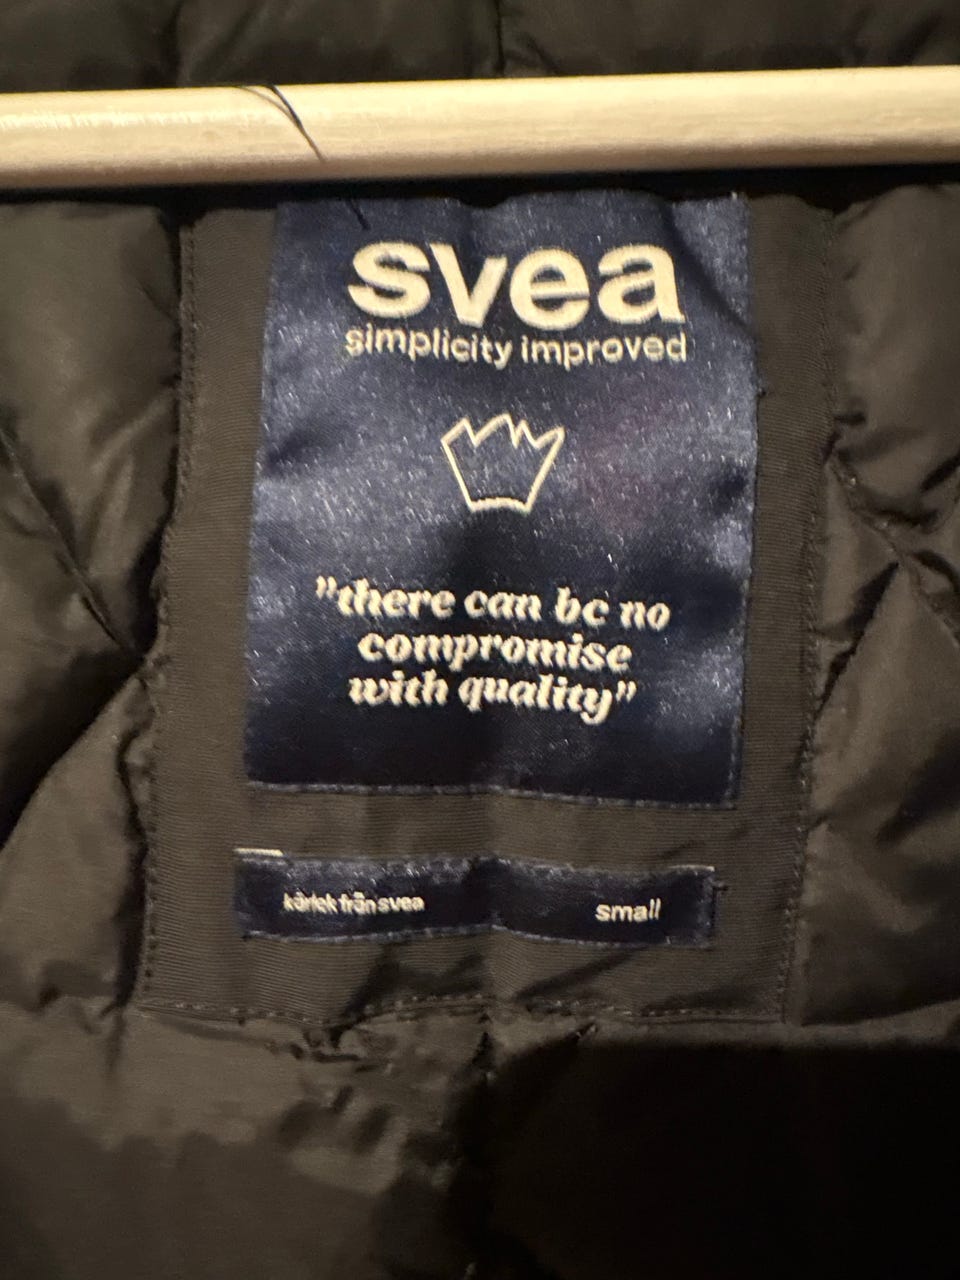 svea
simplicity improved
"there can be no
compromise
with quality"
kärlek från svea
small